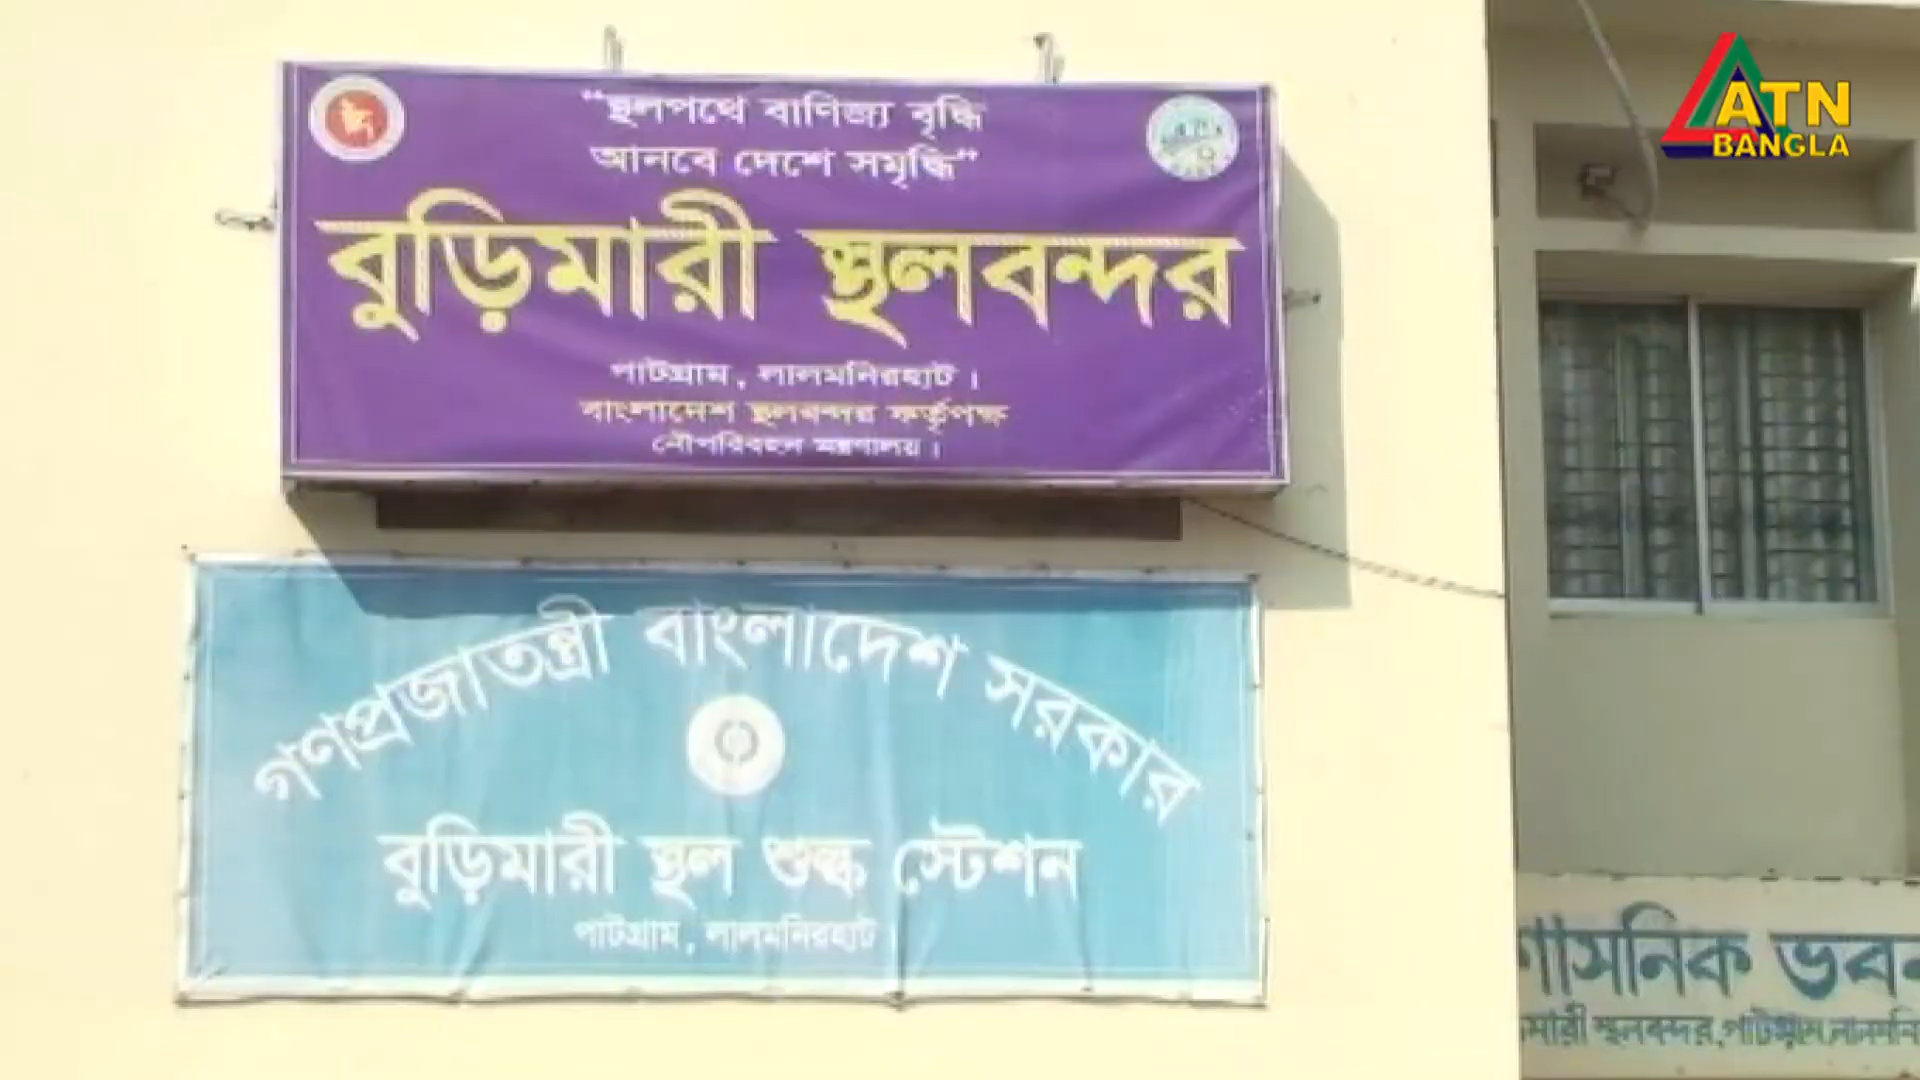 ATN
BANGLA
“স্থলপথে বাণিজ্য বৃদ্ধি
আনবে দেশে সমৃদ্ধি”
বুড়িমারী স্থলবন্দর
পাটগ্রাম, লালমনিরহাট।
বাংলাদেশ স্থলবন্দর কর্তৃপক্ষ
নৌপরিবহন মন্ত্রণালয়।
গণপ্রজাতন্ত্রী বাংলাদেশ সরকার
বুড়িমারী স্থল শুল্ক স্টেশন
পাটগ্রাম, লালমনিরহাট
শাসনিক ভবন
মারী স্থলবন্দর, পাটগ্রাম, লালমনি